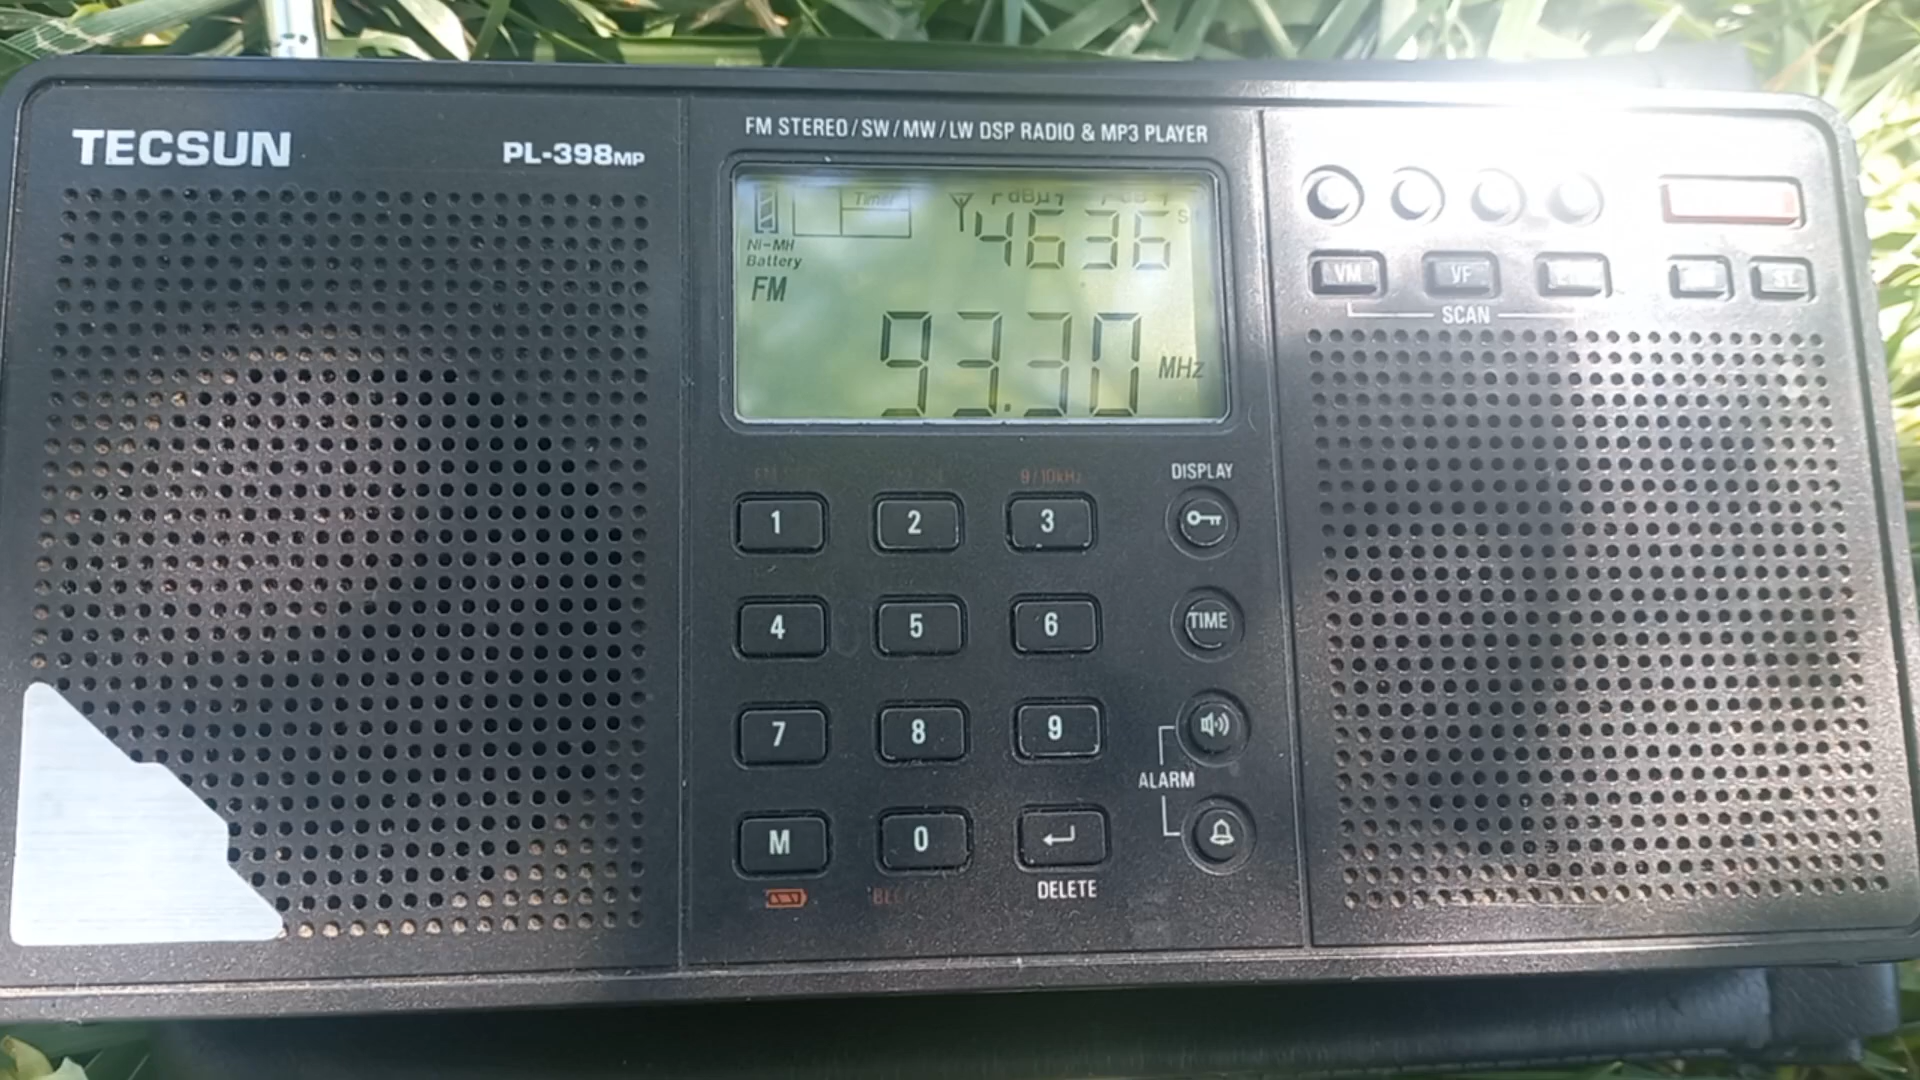 TECSUN
PL-398MP
FM STEREO/SW/MW/LW DSP RADIO & MP3 PLAYER
Timer
dBµ
Ni-MH
Battery
4636
FM
93.30 MHz
VM
VF
SCAN
9/10kHz
DISPLAY
1 2 3
4 5 6 TIME
7 8 9
ALARM
M 0
DELETE